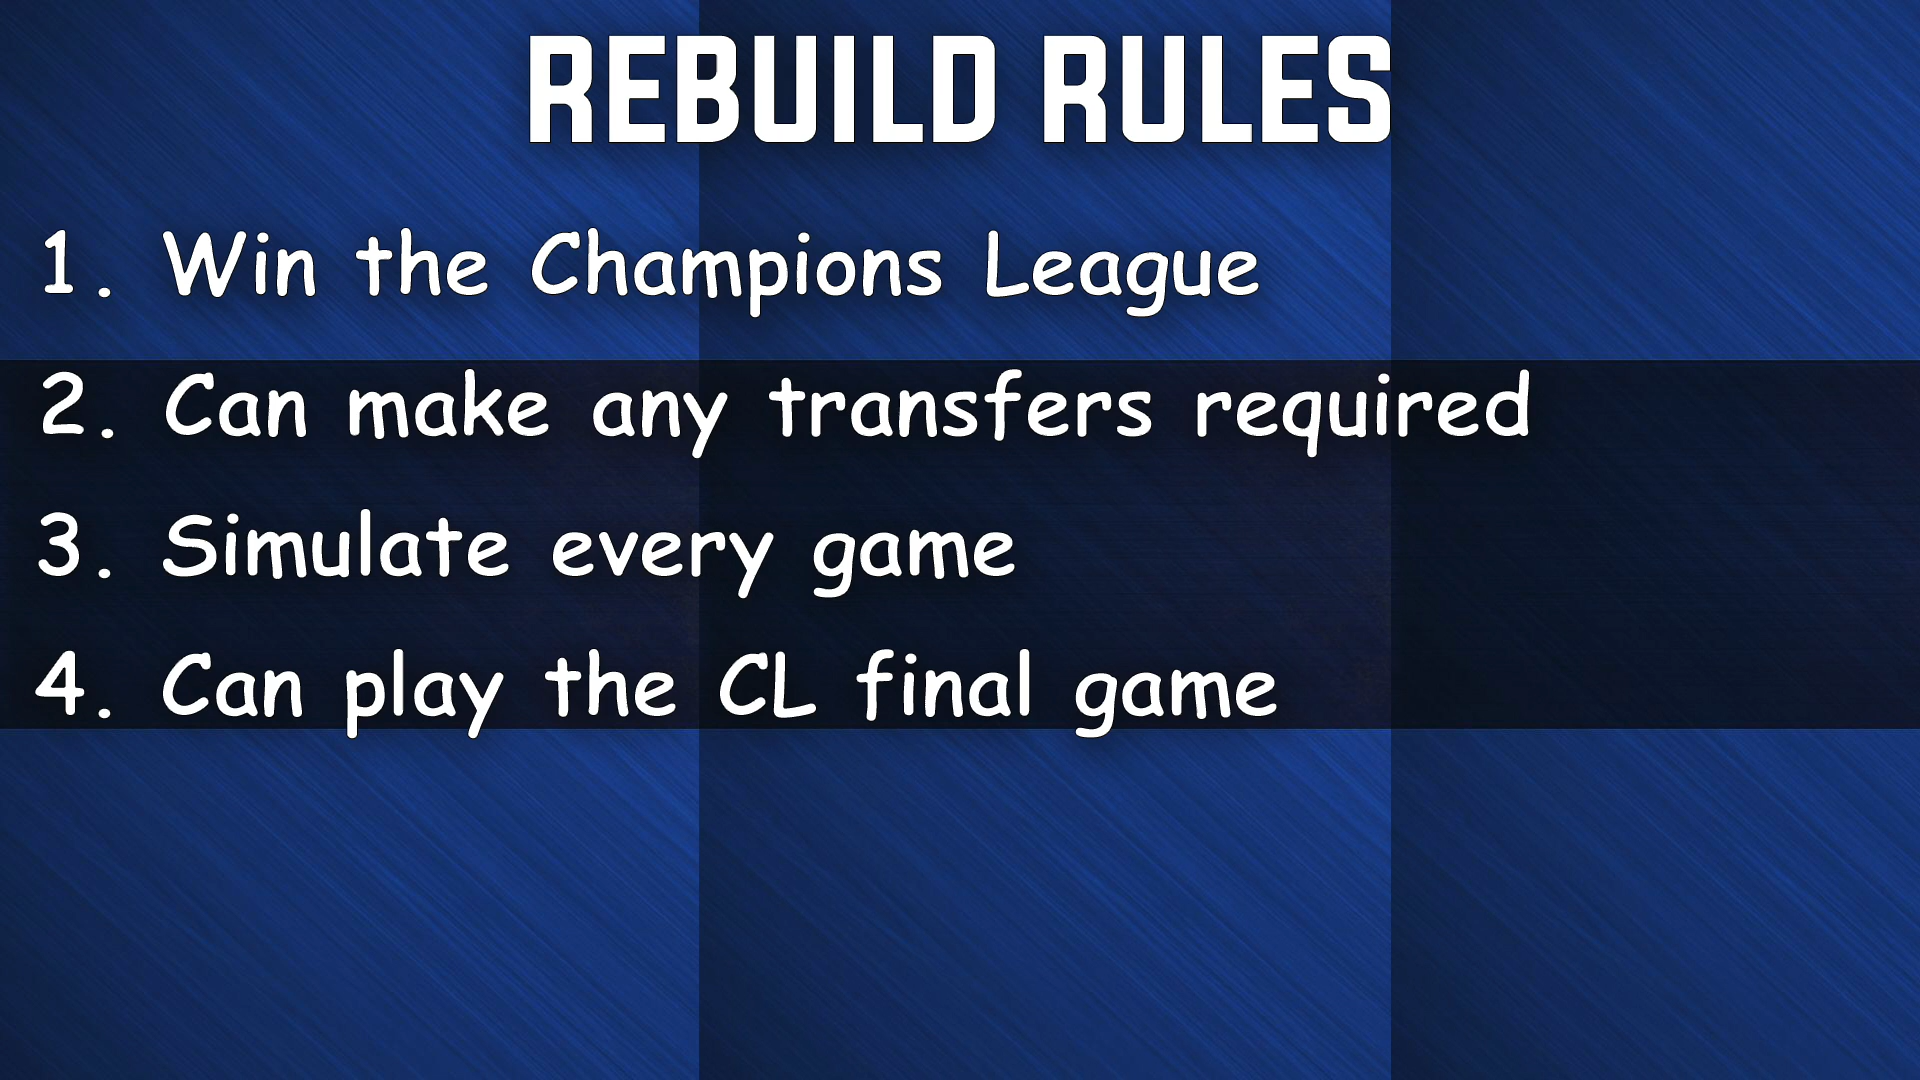 REBUILD RULES
1. Win the Champions League
2. Can make any transfers required
3. Simulate every game
4. Can play the CL final game